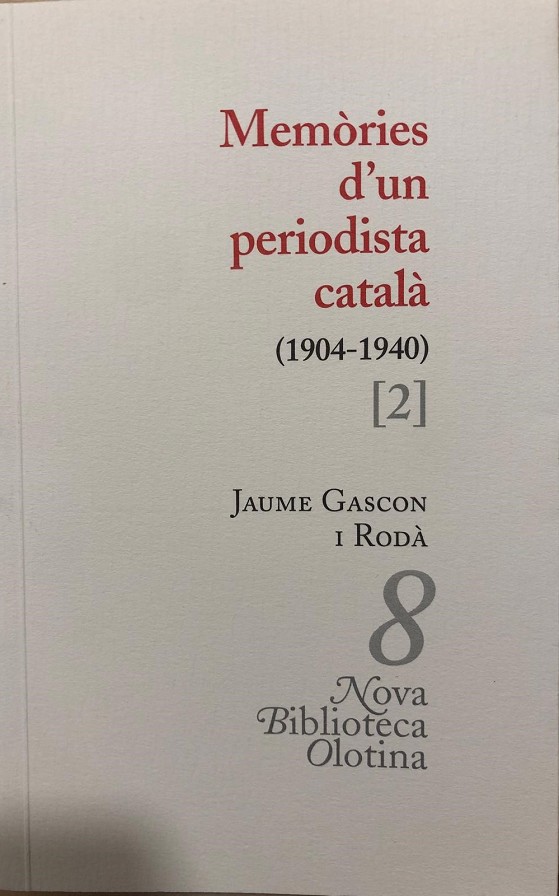 Memòries
d'un
periodista
català
(1904-1940)
[2]
Jaume Gascon
i Rodà
8
Nova
Biblioteca
Olotina